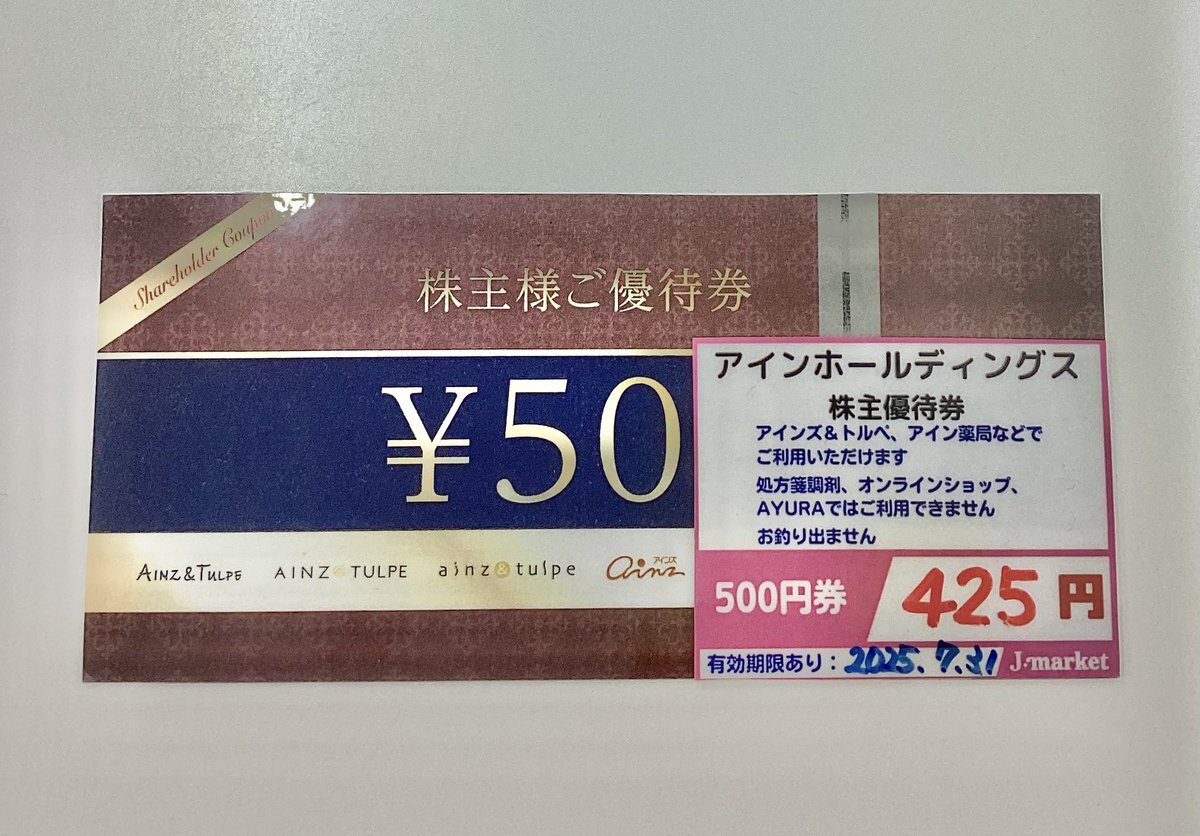 Shareholder Coupon
株主様ご優待券
¥50
AINZ&TULPE AINZ & TULPE ainz&tulpe アインズ ainz
アインホールディングス
株主優待券
アインズ&トルペ、アイン薬局などで
ご利用いただけます
処方箋調剤、オンラインショップ、
AYURAではご利用できません
お釣り出ません
500円券 425円
有効期限あり:2025.7.31 J・market